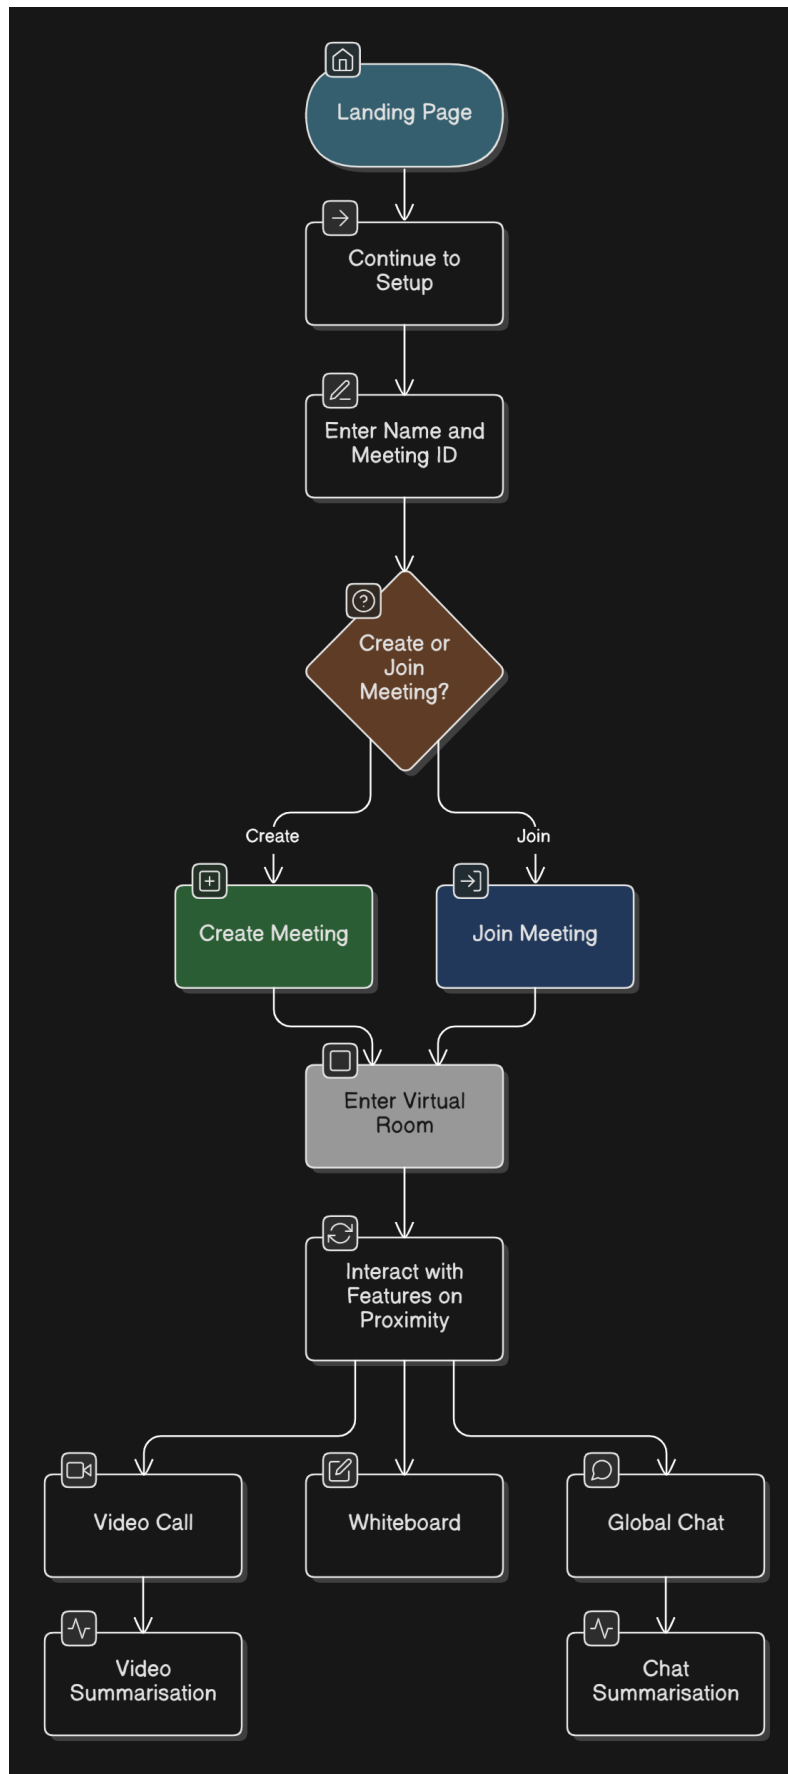 Landing Page
Continue to
Setup
Enter Name and
Meeting ID
Create or
Join
Meeting?
Create
Join
Create Meeting
Join Meeting
Enter Virtual
Room
Interact with
Features on
Proximity
Video Call
Whiteboard
Global Chat
Video
Summarisation
Chat
Summarisation